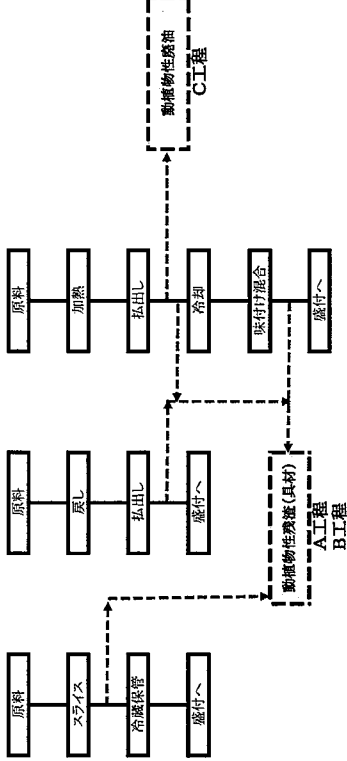 原料
スライス
冷蔵保管
盛付へ
原料
戻し
払出し
盛付へ
動植物性残渣(具材)
A工程
B工程
原料
加熱
払出し
冷却
味付け混合
盛付へ
動植物性廃油
C工程